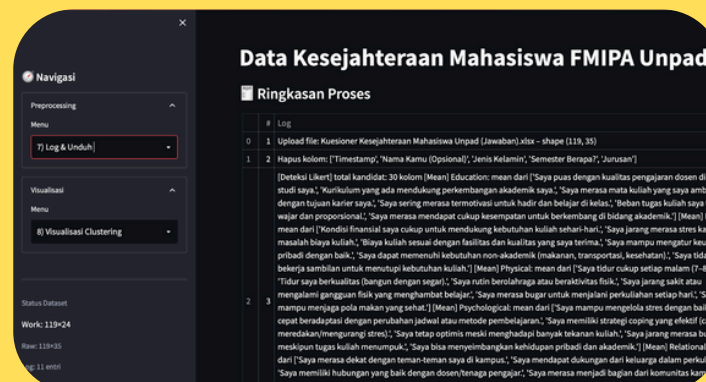 Data Kesejahteraan Mahasiswa FMIPA Unpad
Navigasi
Preprocessing
Menu
7) Log & Unduh
Visualisasi
Menu
8) Visualisasi Clustering
Status Dataset
Work: 119×24
Raw: 119×35
Log: 11 entri
Ringkasan Proses
# Log
0 1 Upload file: Kuesioner Kesejahteraan Mahasiswa Unpad (Jawaban).xlsx – shape (119, 35)
1 2 Hapus kolom: ['Timestamp', 'Nama Kamu (Opsional)', 'Jenis Kelamin', 'Semester Berapa?', 'Jurusan']
[Deteksi Likert] total kandidat: 30 kolom [Mean] Education: mean dari ['Saya puas dengan kualitas pengajaran dosen di
studi saya.', 'Kurikulum yang ada mendukung perkembangan akademik saya.', 'Saya merasa mata kuliah yang saya amb
dengan tujuan karier saya.', 'Saya sering merasa termotivasi untuk hadir dan belajar di kelas.', 'Beban tugas kuliah saya
wajar dan proporsional.', 'Saya merasa mendapat cukup kesempatan untuk berkembang di bidang akademik.'] [Mean]
mean dari ['Kondisi finansial saya cukup untuk mendukung kebutuhan kuliah sehari-hari.', 'Saya jarang merasa stres ka
masalah biaya kuliah.', 'Biaya kuliah sesuai dengan fasilitas dan kualitas yang saya terima.', 'Saya mampu mengatur keu
pribadi dengan baik.', 'Saya dapat memenuhi kebutuhan non-akademik (makanan, transportasi, kesehatan).', 'Saya tida
bekerja sambilan untuk menutupi kebutuhan kuliah.'] [Mean] Physical: mean dari ['Saya tidur cukup setiap malam (7–8
'Tidur saya berkualitas (bangun dengan segar).', 'Saya rutin berolahraga atau beraktivitas fisik.', 'Saya jarang sakit atau
2 3 mengalami gangguan fisik yang menghambat belajar.', 'Saya merasa bugar untuk menjalani perkuliahan setiap hari.', 'S
mampu menjaga pola makan yang sehat.'] [Mean] Psychological: mean dari ['Saya mampu mengelola stres dengan baik
cepat beradaptasi dengan perubahan jadwal atau metode pembelajaran.', 'Saya memiliki strategi coping yang efektif (c
meredakan/mengurangi stres).', 'Saya tetap optimis meski menghadapi banyak tekanan kuliah.', 'Saya jarang merasa bu
meskipun tugas kuliah menumpuk.', 'Saya bisa menyeimbangkan kehidupan pribadi dan akademik.'] [Mean] Relational
dari ['Saya merasa dekat dengan teman-teman saya di kampus.', 'Saya mendapat dukungan dari keluarga dalam perkul
'Saya memiliki hubungan yang baik dengan dosen/tenaga pengajar.', 'Saya merasa menjadi bagian dari komunitas kam